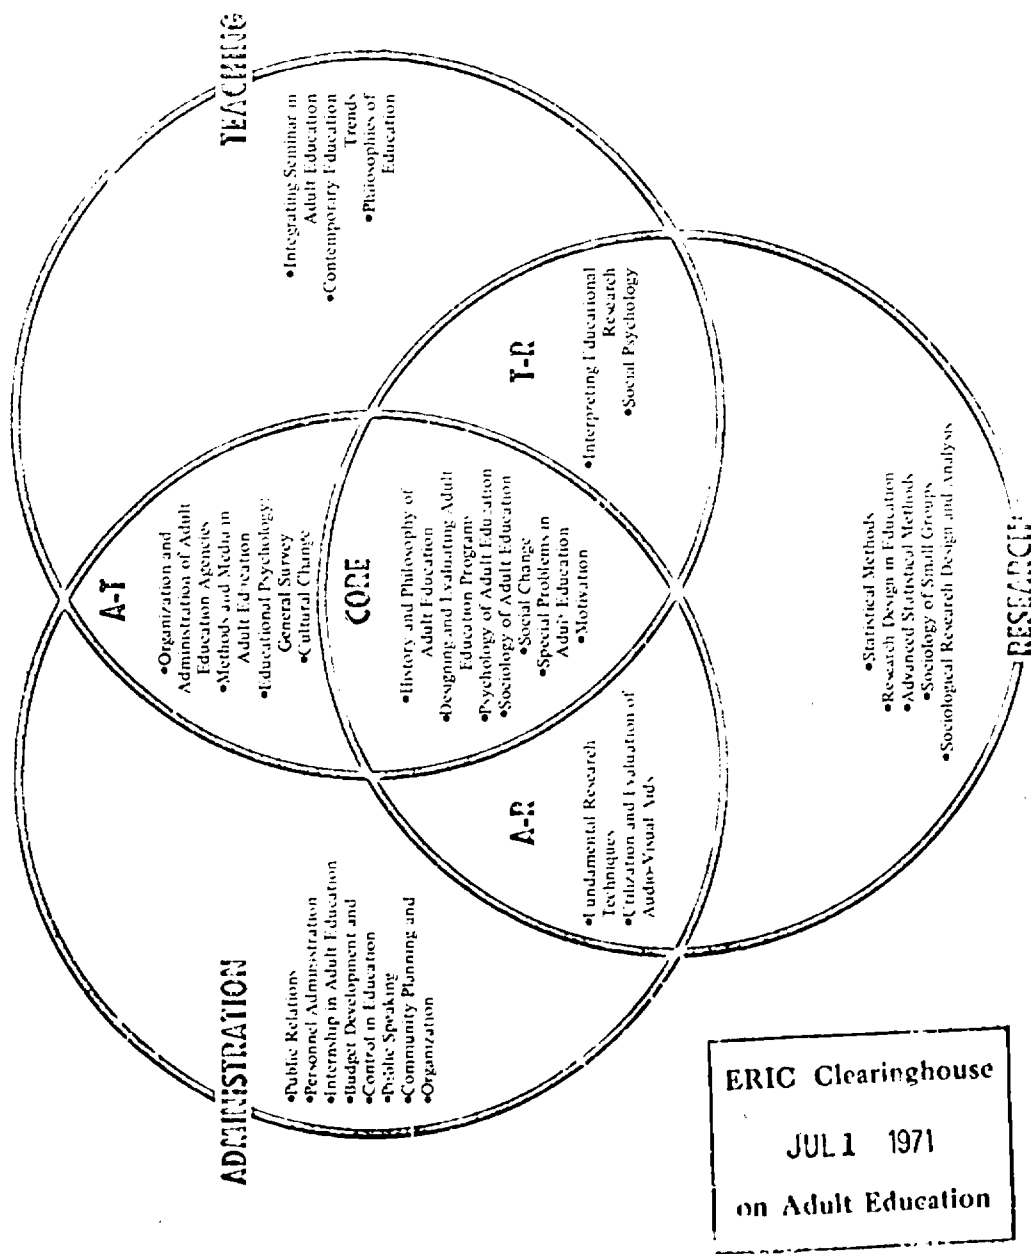 ADMINISTRATION
•Public Relations
•Personnel Administration
•Internship in Adult Education
•Budget Development and
•Control in Education
•Public Speaking
•Community Planning and
•Organization
A-T
•Organization and
Administration of Adult
Education Agencies
•Methods and Media in
Adult Education
•Educational Psychology:
General Survey
•Cultural Change
TEACHING
•Integrating Seminar in
Adult Education
•Contemporary Education
Trends
•Philosophies of
Education
CORE
•History and Philosophy of
Adult Education
•Designing and Evaluating Adult
Education Programs
•Psychology of Adult Education
•Sociology of Adult Education
•Social Change
•Special Problems in
Adult Education
•Motivation
A-R
•Fundamental Research
Techniques
•Utilization and Evaluation of
Audio-Visual Aids
T-R
•Interpreting Educational
Research
•Social Psychology
•Statistical Methods
•Research Design in Education
•Advanced Statistical Methods
•Sociology of Small Groups
•Sociological Research Design and Analysis
RESEARCH
ERIC Clearinghouse
JUL 1 1971
on Adult Education